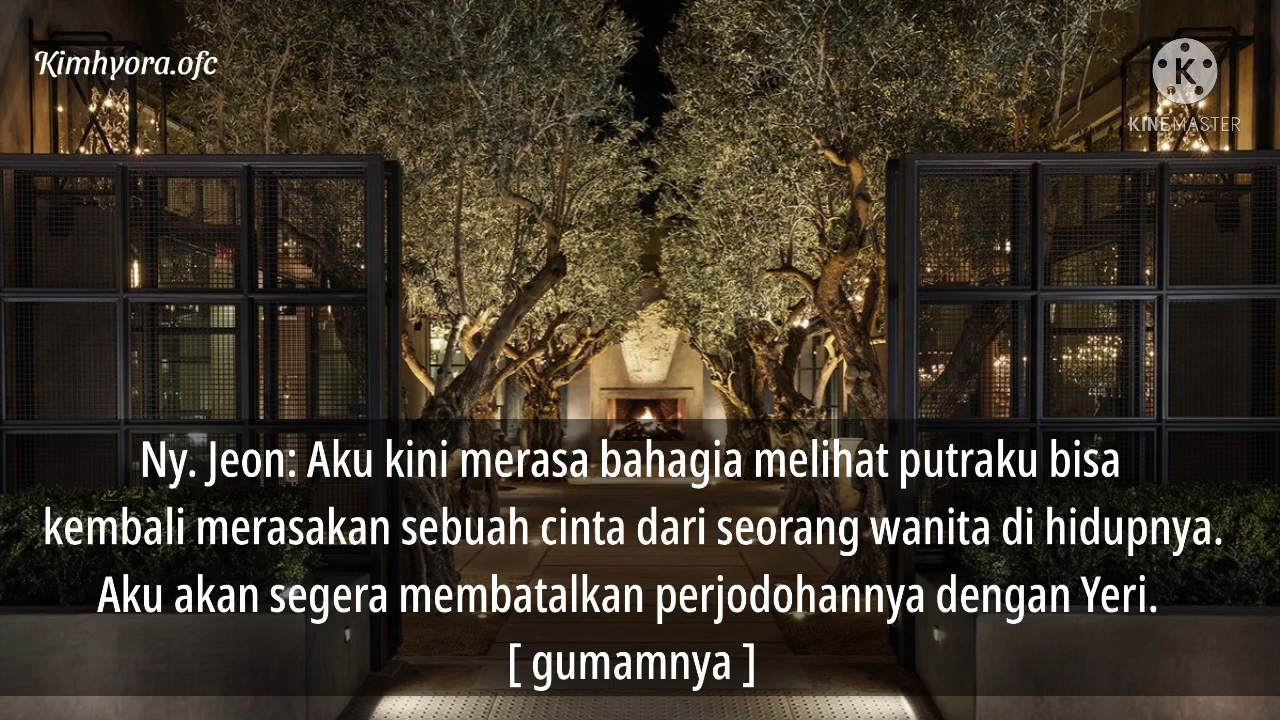 Kimhyora.ofc
K
KINEMASTER
Ny. Jeon: Aku kini merasa bahagia melihat putraku bisa
kembali merasakan sebuah cinta dari seorang wanita di hidupnya.
Aku akan segera membatalkan perjodohannya dengan Yeri.
[ gumamnya ]